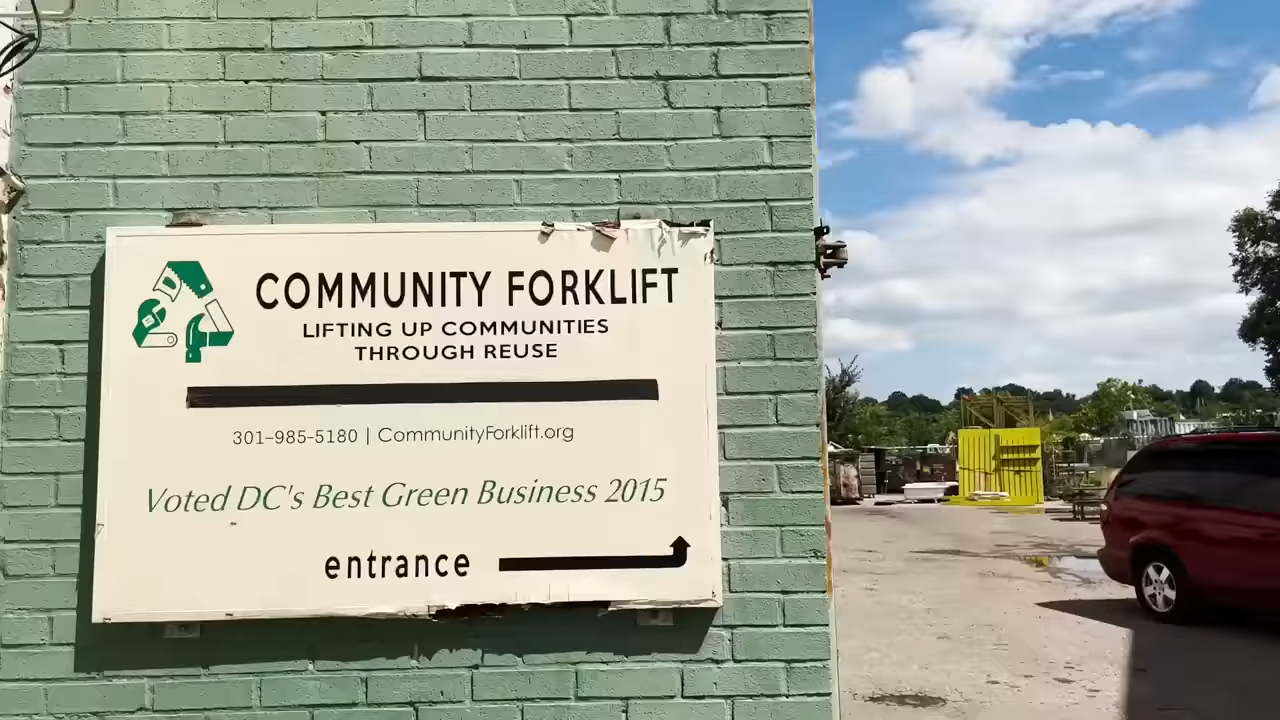 COMMUNITY FORKLIFT
LIFTING UP COMMUNITIES
THROUGH REUSE
301-985-5180 | CommunityForklift.org
Voted DC's Best Green Business 2015
entrance